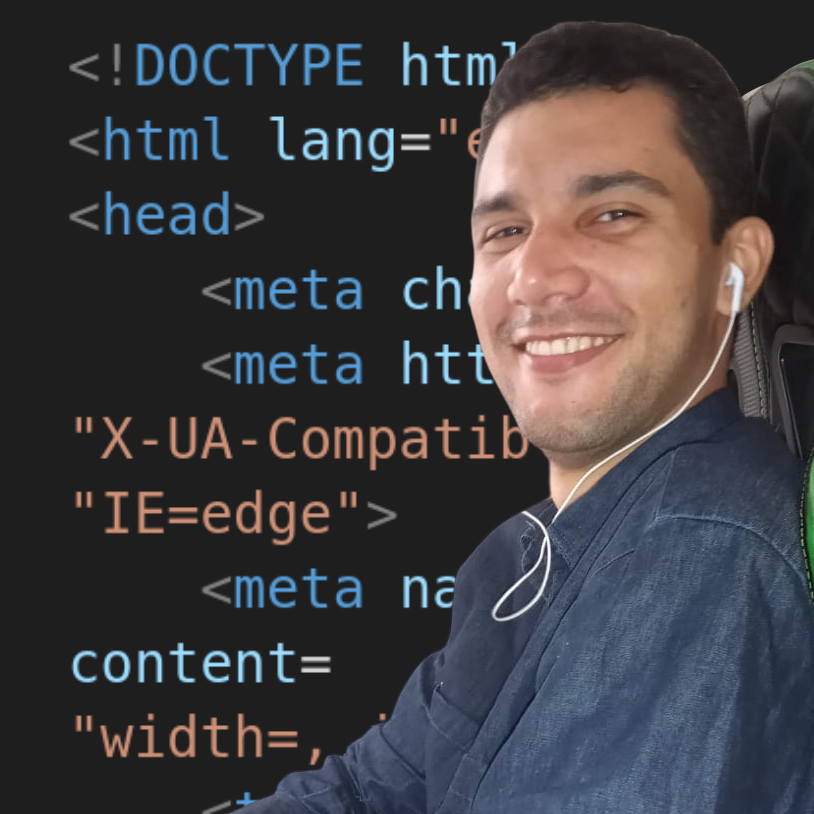 <!DOCTYPE html
<html lang="e
<head>
<meta ch
<meta htt
"X-UA-Compatib
"IE=edge">
<meta na
content=
"width=, i
<t